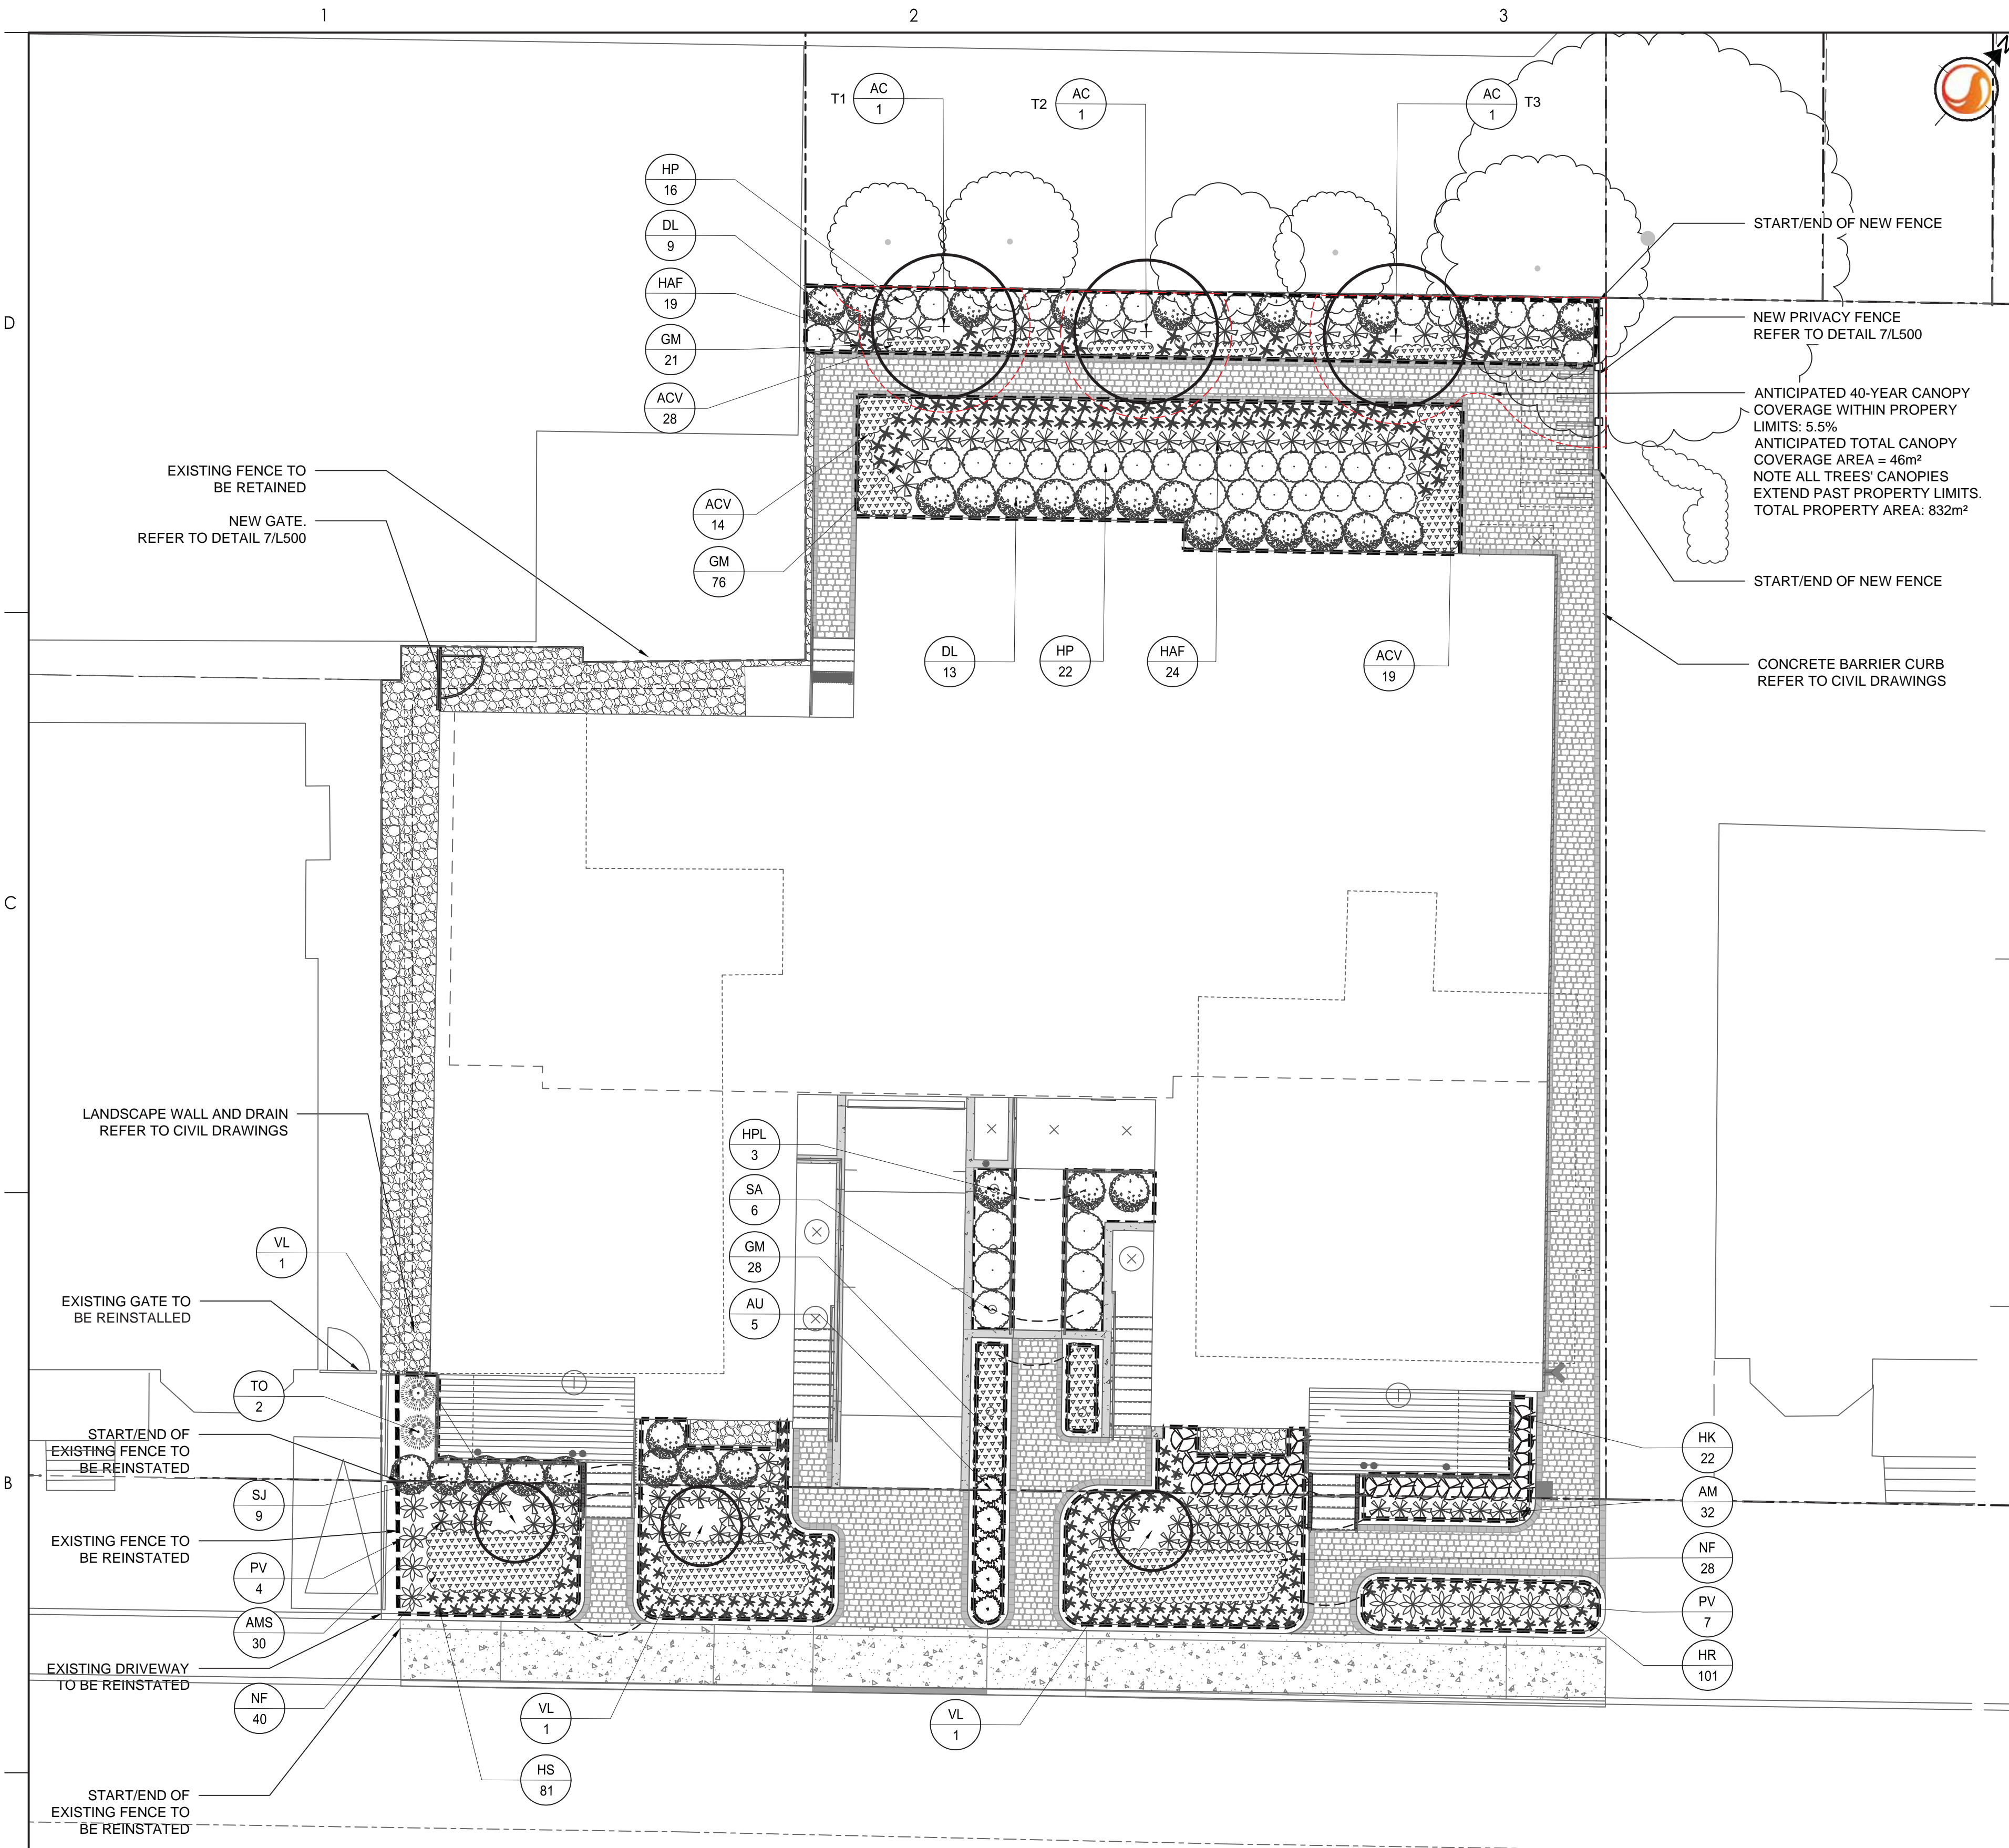 1
2
3
N
T1
AC
1
T2
AC
1
AC
1
T3
HP
16
DL
9
HAF
19
GM
21
ACV
28
START/END OF NEW FENCE
D
NEW PRIVACY FENCE
REFER TO DETAIL 7/L500
ANTICIPATED 40-YEAR CANOPY
COVERAGE WITHIN PROPERY
LIMITS: 5.5%
ANTICIPATED TOTAL CANOPY
COVERAGE AREA = 46m²
NOTE ALL TREES' CANOPIES
EXTEND PAST PROPERTY LIMITS.
TOTAL PROPERTY AREA: 832m²
EXISTING FENCE TO
BE RETAINED
NEW GATE.
REFER TO DETAIL 7/L500
ACV
14
GM
76
START/END OF NEW FENCE
DL
13
HP
22
HAF
24
ACV
19
CONCRETE BARRIER CURB
REFER TO CIVIL DRAWINGS
C
LANDSCAPE WALL AND DRAIN
REFER TO CIVIL DRAWINGS
HPL
3
SA
6
GM
28
AU
5
VL
1
EXISTING GATE TO
BE REINSTALLED
TO
2
START/END OF
EXISTING FENCE TO
BE REINSTATED
B
SJ
9
EXISTING FENCE TO
BE REINSTATED
PV
4
AMS
30
EXISTING DRIVEWAY
TO BE REINSTATED
NF
40
HK
22
AM
32
NF
28
PV
7
HR
101
VL
1
VL
1
HS
81
START/END OF
EXISTING FENCE TO
BE REINSTATED